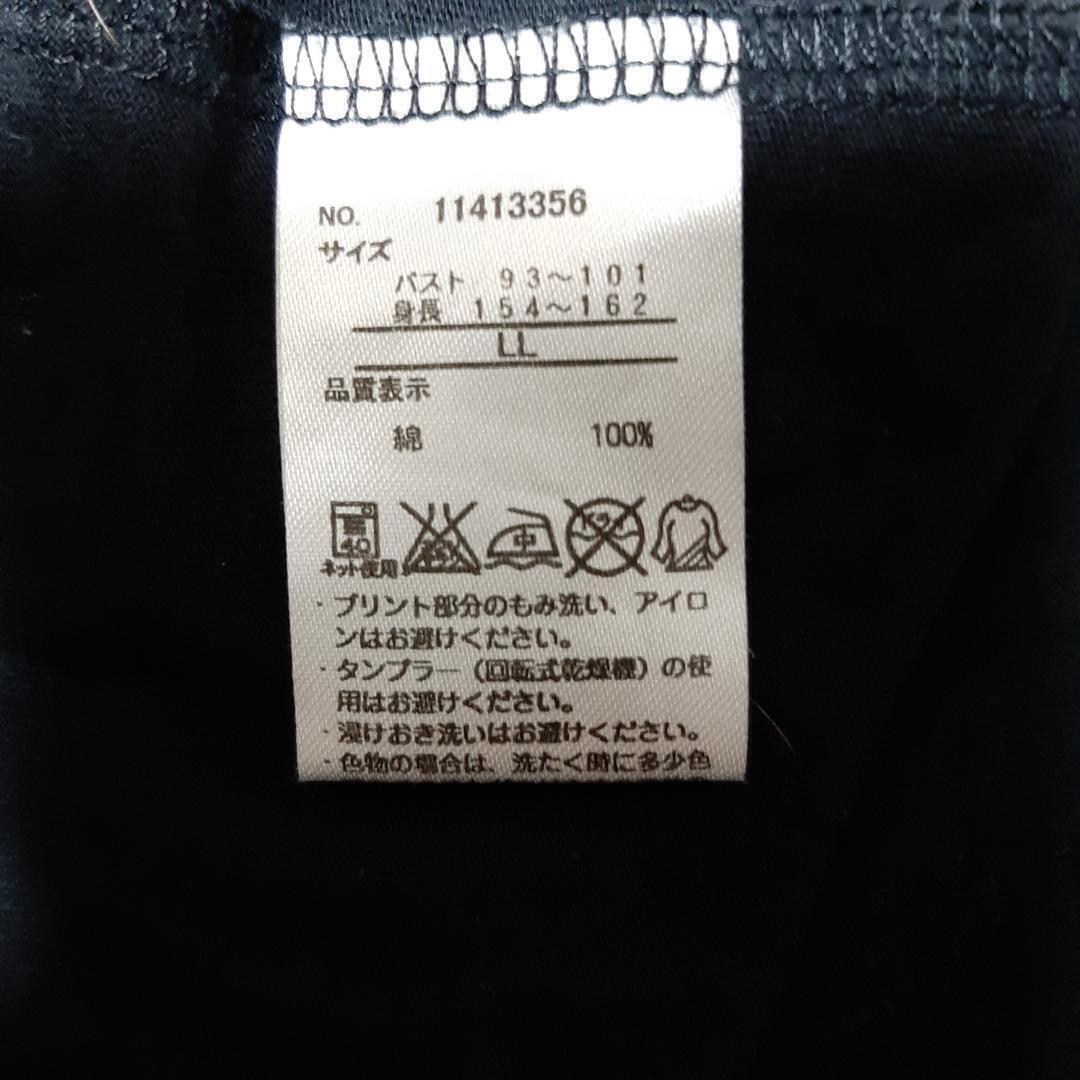 NO. 11413356
サイズ
バスト 93～101
身長 154～162
LL
品質表示
綿 100%
40 中
ネット使用
・プリント部分のもみ洗い、アイロ
ンはお避けください。
・タンブラー（回転式乾燥機）の使
用はお避けください。
・浸けおき洗いはお避けください。
・色物の場合は、洗たく時に多少色